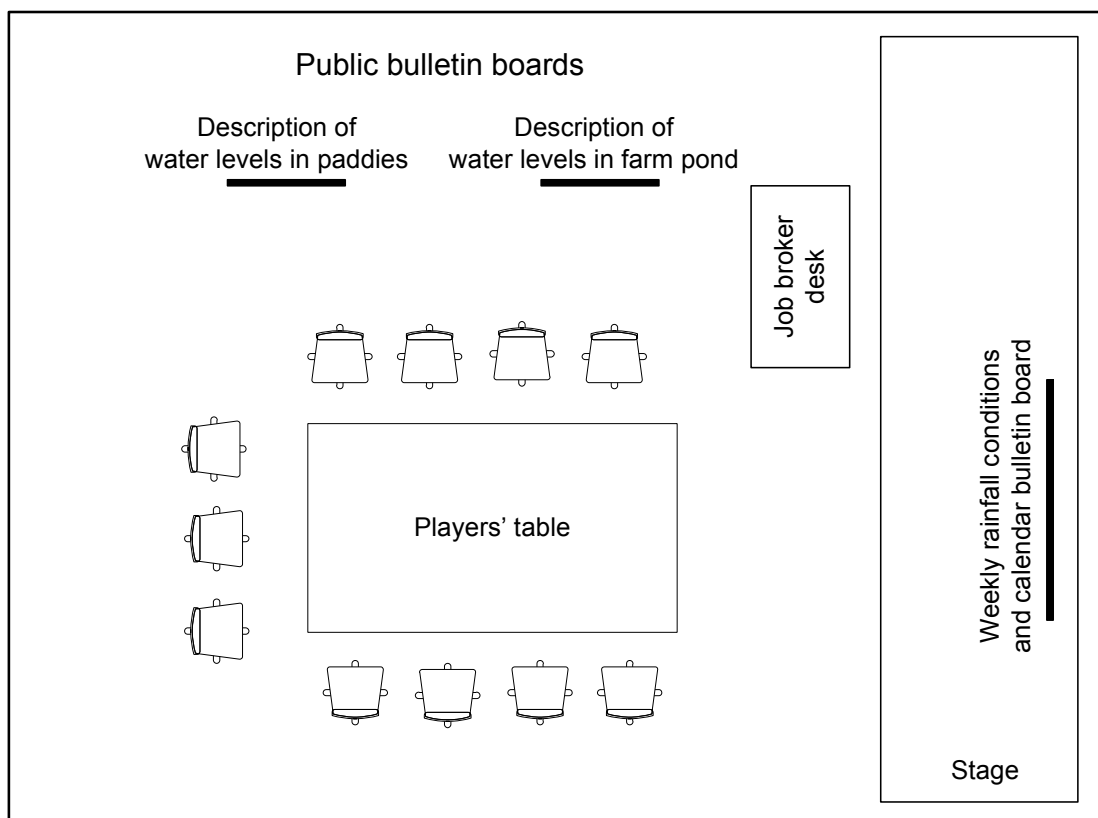 Public bulletin boards
Description of
water levels in paddies
Description of
water levels in farm pond
Job broker
desk
Players’ table
Weekly rainfall conditions
and calendar bulletin board
Stage